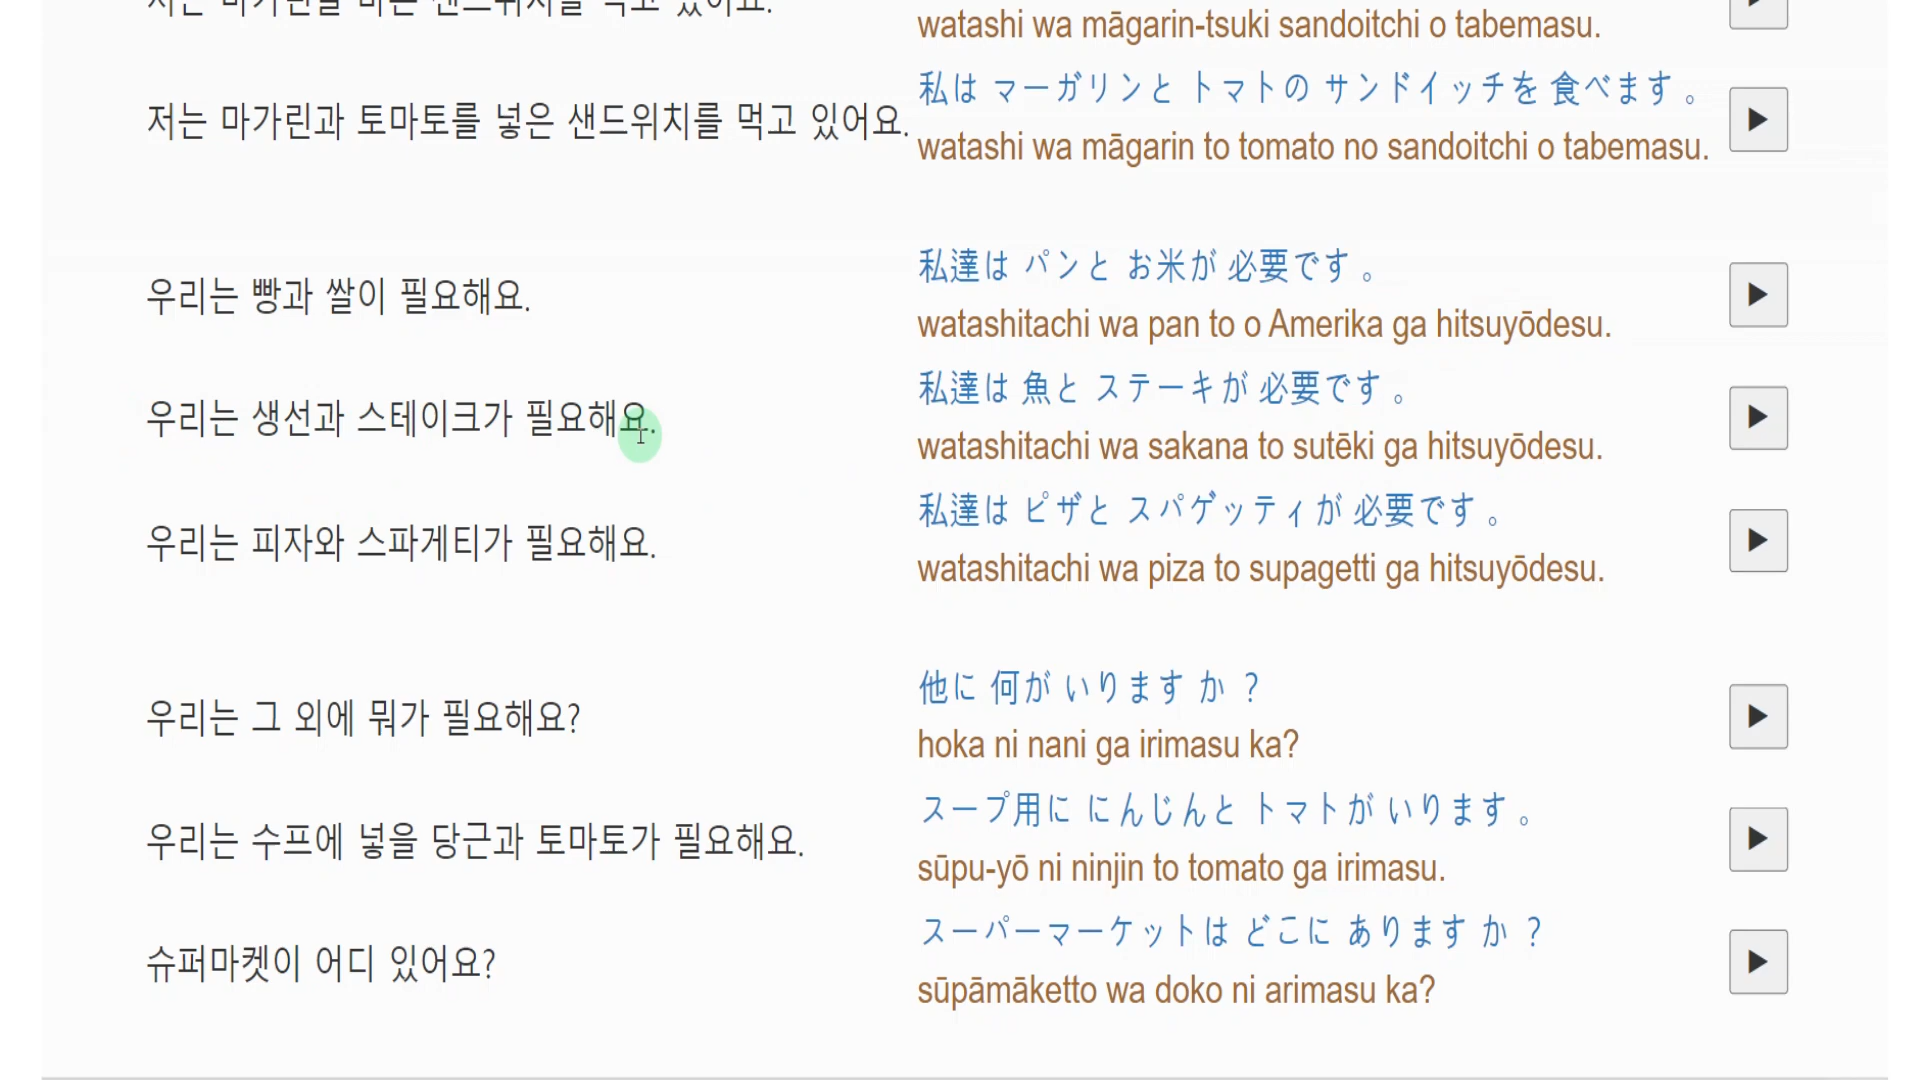 watashi wa māgarin-tsuki sandoitchi o tabemasu.
저는 마가린과 토마토를 넣은 샌드위치를 먹고 있어요.
私は マーガリンと トマトの サンドイッチを 食べます 。
watashi wa māgarin to tomato no sandoitchi o tabemasu.
우리는 빵과 쌀이 필요해요.
私達は パンと お米が 必要です 。
watashitachi wa pan to o Amerika ga hitsuyōdesu.
우리는 생선과 스테이크가 필요해요.
私達は 魚と ステーキが 必要です 。
watashitachi wa sakana to sutēki ga hitsuyōdesu.
우리는 피자와 스파게티가 필요해요.
私達は ピザと スパゲッティが 必要です 。
watashitachi wa piza to supagetti ga hitsuyōdesu.
우리는 그 외에 뭐가 필요해요?
他に 何が いります か ?
hoka ni nani ga irimasu ka?
우리는 수프에 넣을 당근과 토마토가 필요해요.
スープ用に にんじんと トマトが いります 。
sūpu-yō ni ninjin to tomato ga irimasu.
슈퍼마켓이 어디 있어요?
スーパーマーケットは どこに あります か ?
sūpāmāketto wa doko ni arimasu ka?